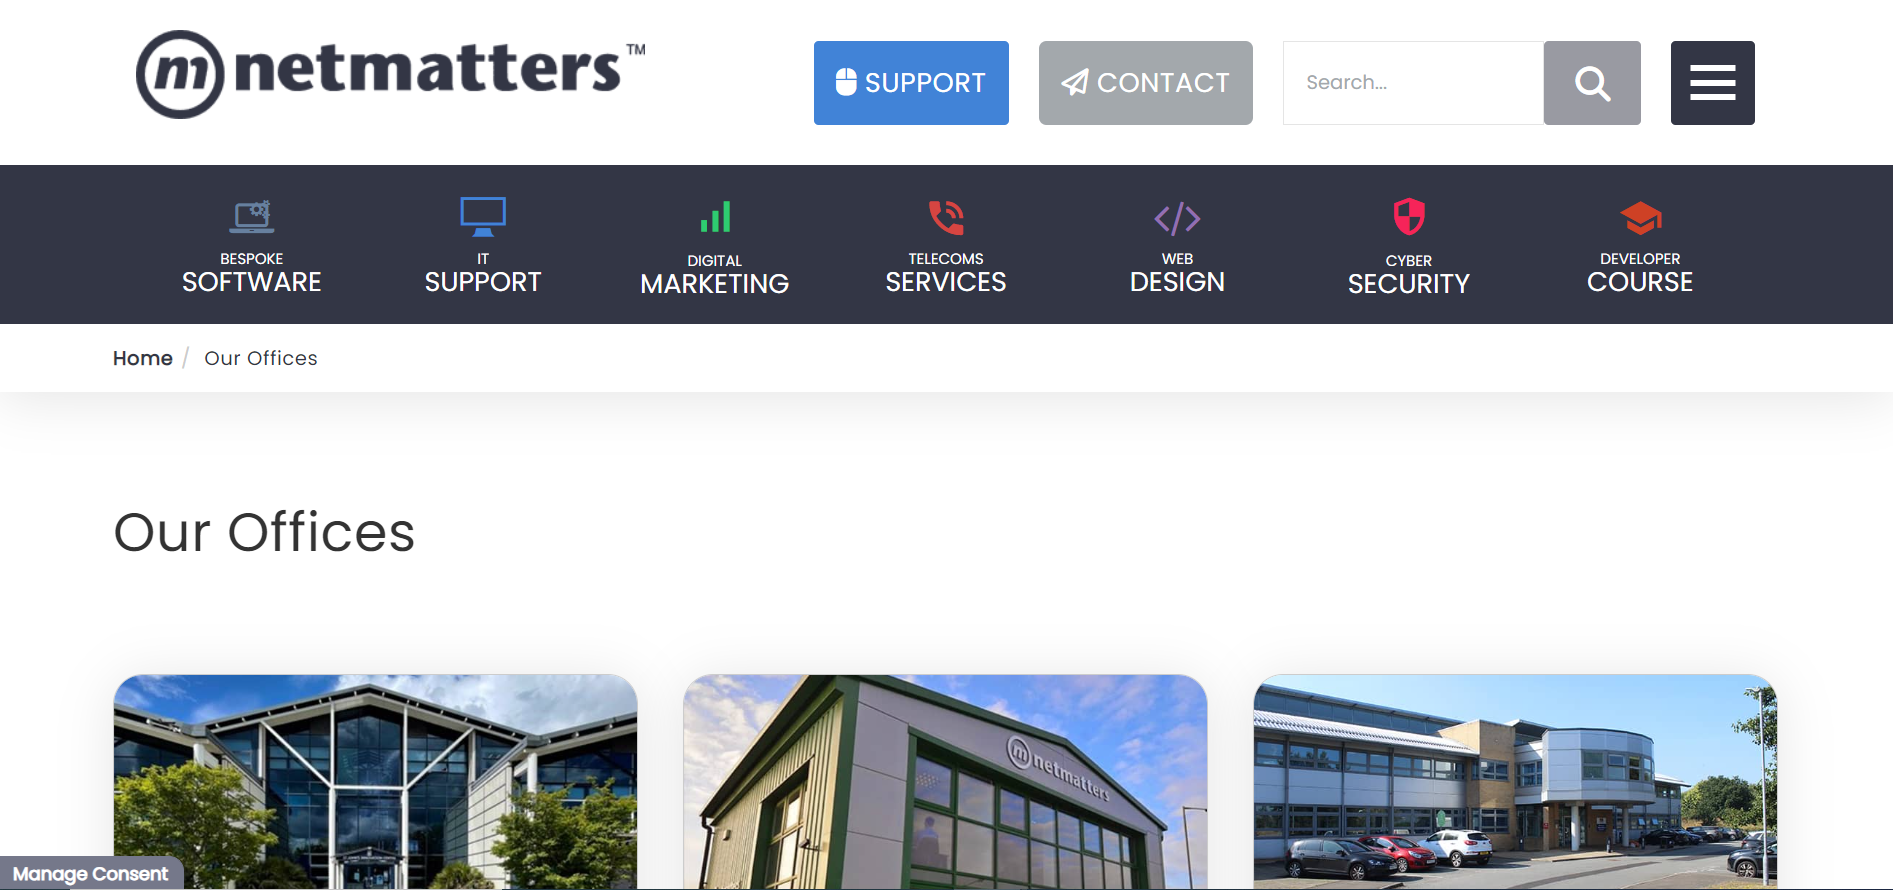 netmatters™
SUPPORT
CONTACT
Search...
BESPOKE
SOFTWARE
IT
SUPPORT
DIGITAL
MARKETING
TELECOMS
SERVICES
WEB
DESIGN
CYBER
SECURITY
DEVELOPER
COURSE
Home / Our Offices
Our Offices
netmatters
Manage Consent